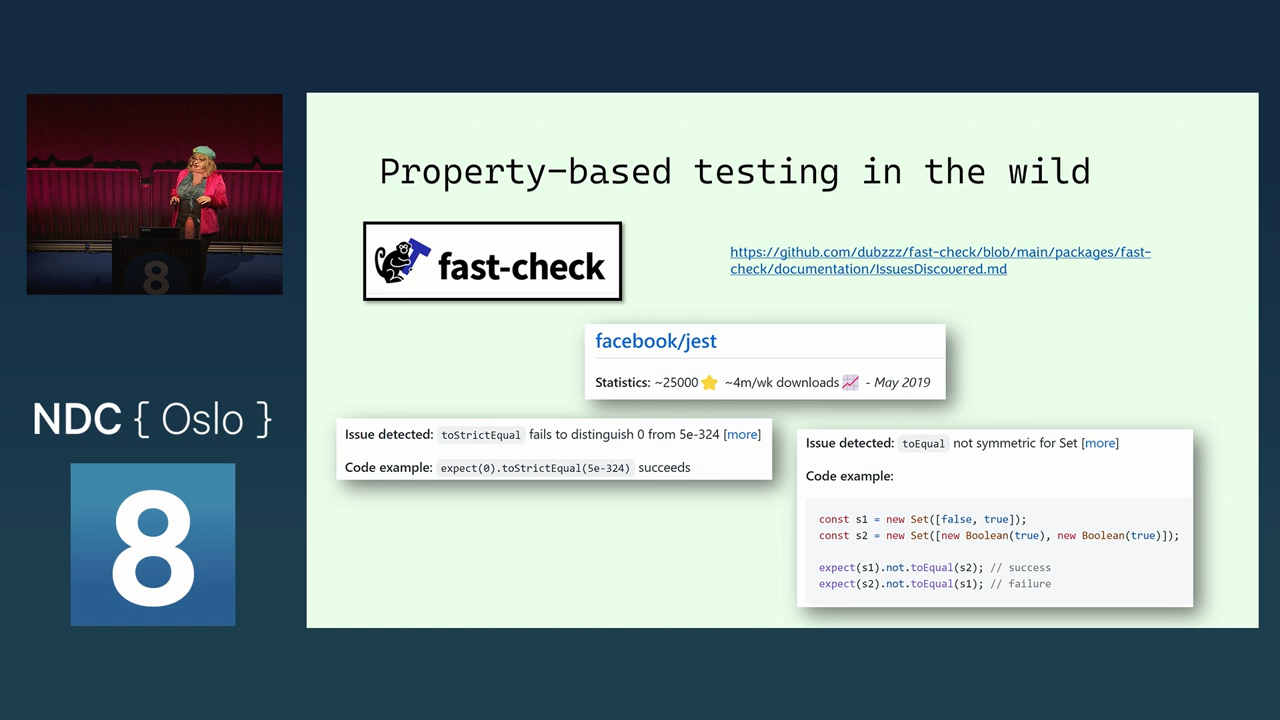 Property-based testing in the wild
fast-check
https://github.com/dubzzz/fast-check/blob/main/packages/fast-
check/documentation/IssuesDiscovered.md
facebook/jest
Statistics: ~25000⭐ ~4m/wk downloads📈 - May 2019
Issue detected: toStrictEqual fails to distinguish 0 from 5e-324 [more]
Code example: expect(0).toStrictEqual(5e-324) succeeds
Issue detected: toEqual not symmetric for Set [more]
Code example:
const s1 = new Set([false, true]);
const s2 = new Set([new Boolean(true), new Boolean(true)]);
expect(s1).not.toEqual(s2); // success
expect(s2).not.toEqual(s1); // failure
8
NDC { Oslo }
8